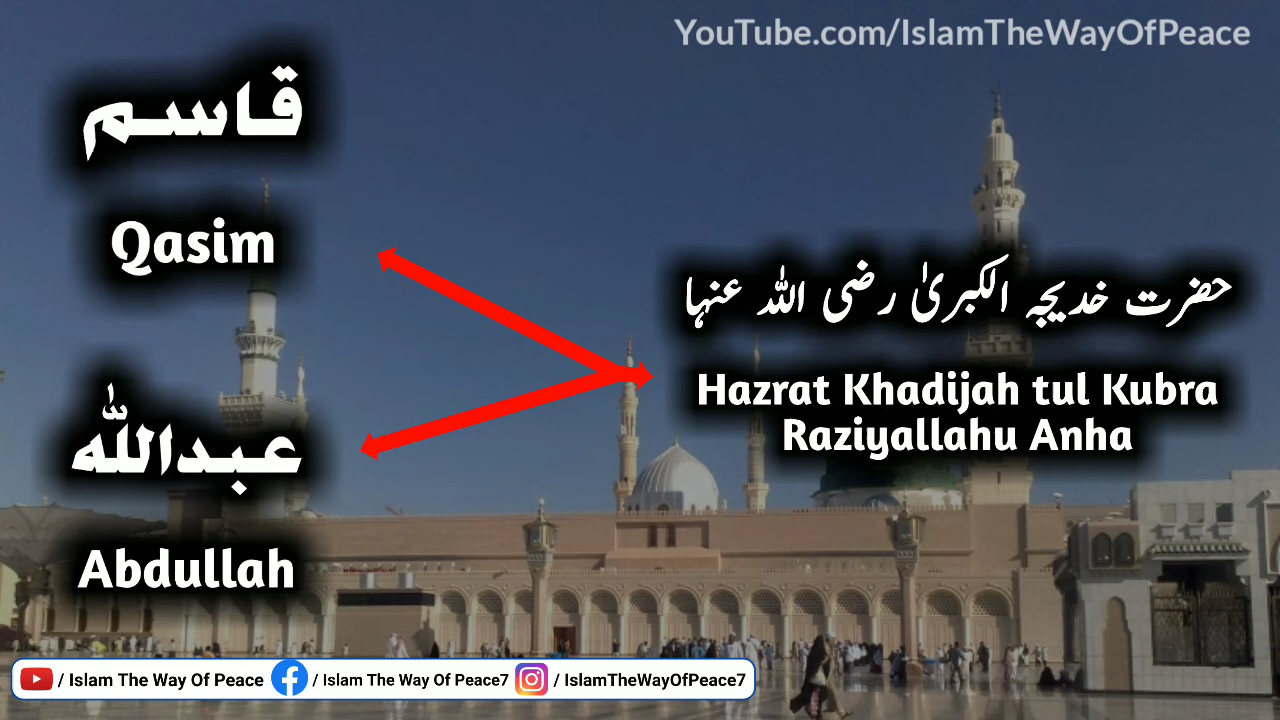 YouTube.com/IslamTheWayOfPeace
قاسم
Qasim
عبداللّٰه
Abdullah
حضرت خدیجہ الکبریٰ رضی اللہ عنہا
Hazrat Khadijah tul Kubra
Raziyallahu Anha
/ Islam The Way Of Peace / Islam The Way Of Peace7 / IslamTheWayOfPeace7